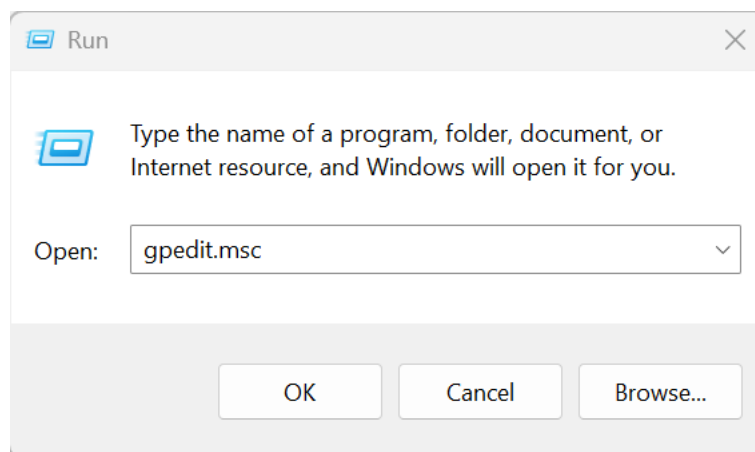 Run
Type the name of a program, folder, document, or
Internet resource, and Windows will open it for you.
Open: gpedit.msc
OK Cancel Browse...